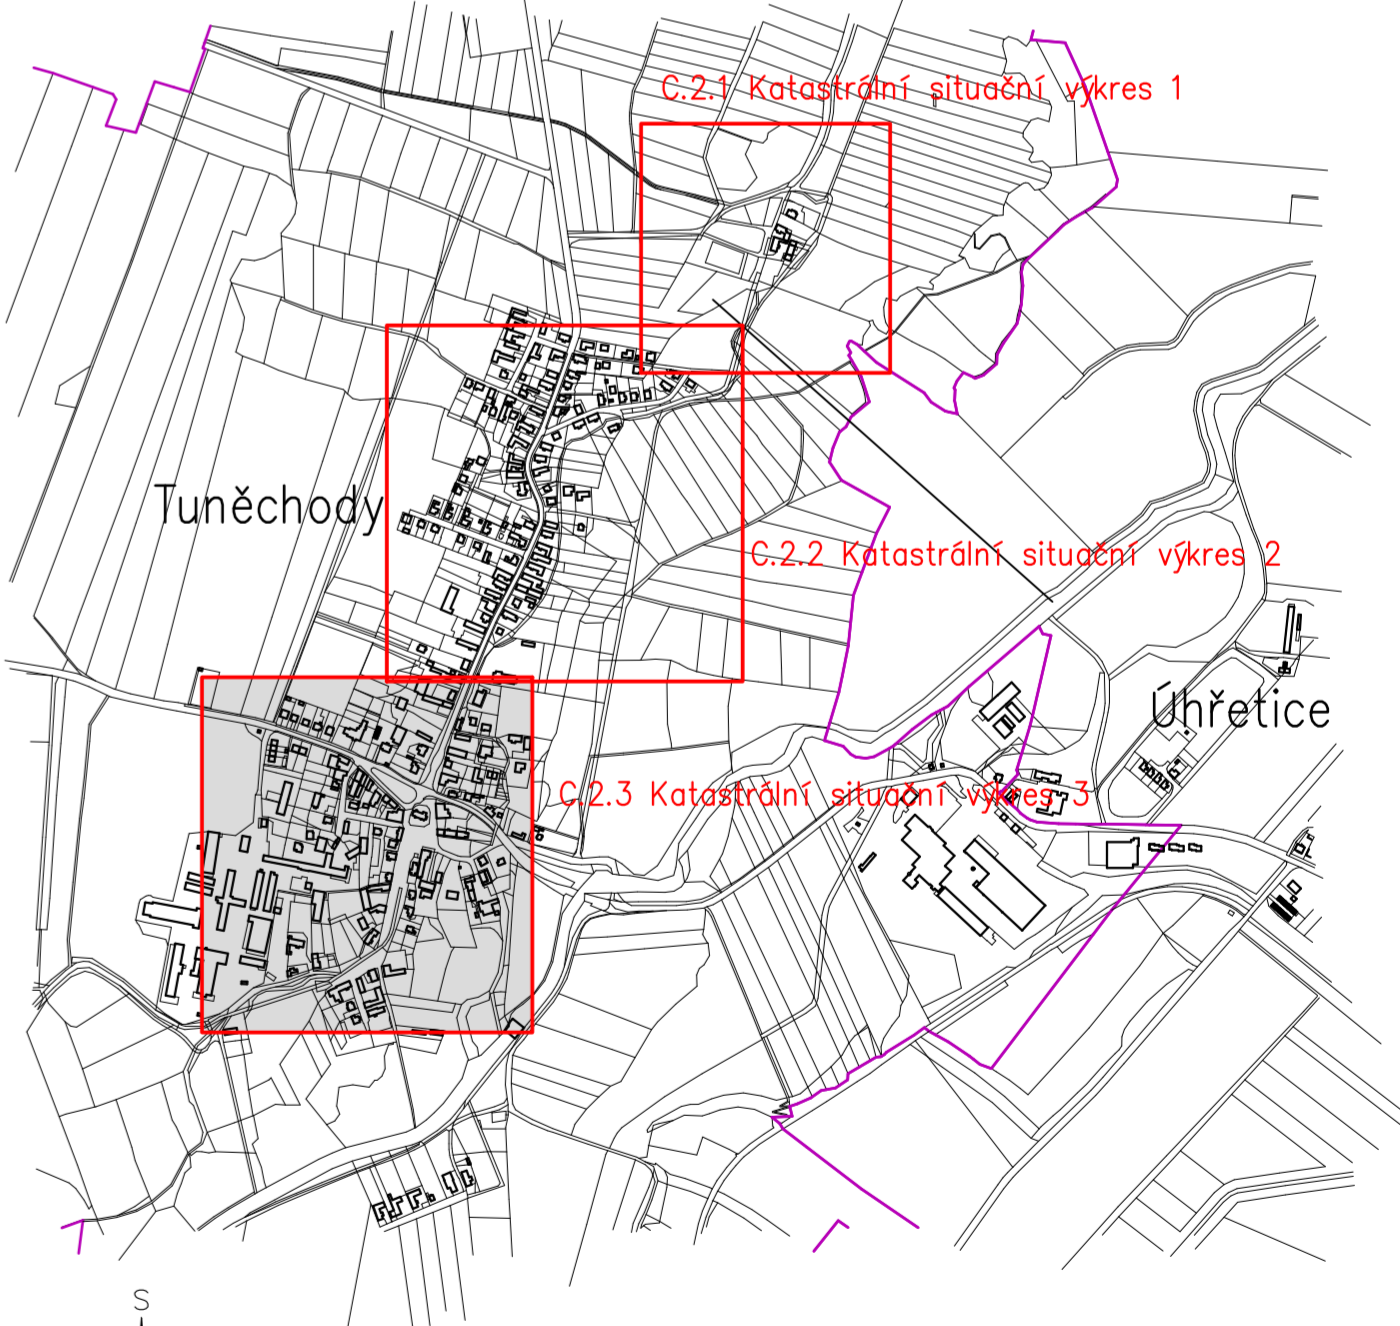 C.2.1 Katastrální situační výkres 1
Tuněchody
C.2.2 Katastrální situační výkres 2
Úhřetice
C.2.3 Katastrální situační výkres 3
S